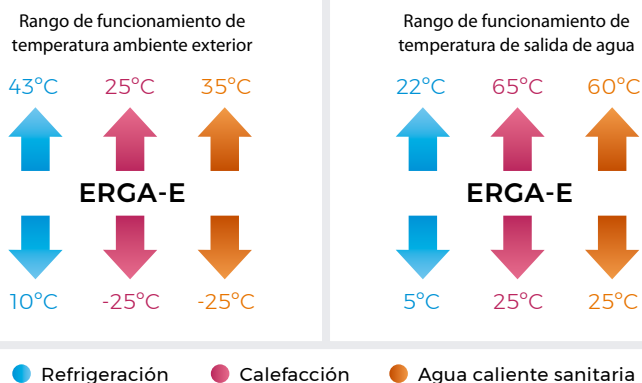 Rango de funcionamiento de
temperatura ambiente exterior
43°C 25°C 35°C
ERGA-E
10°C -25°C -25°C
Rango de funcionamiento de
temperatura de salida de agua
22°C 65°C 60°C
ERGA-E
5°C 25°C 25°C
Refrigeración Calefacción Agua caliente sanitaria